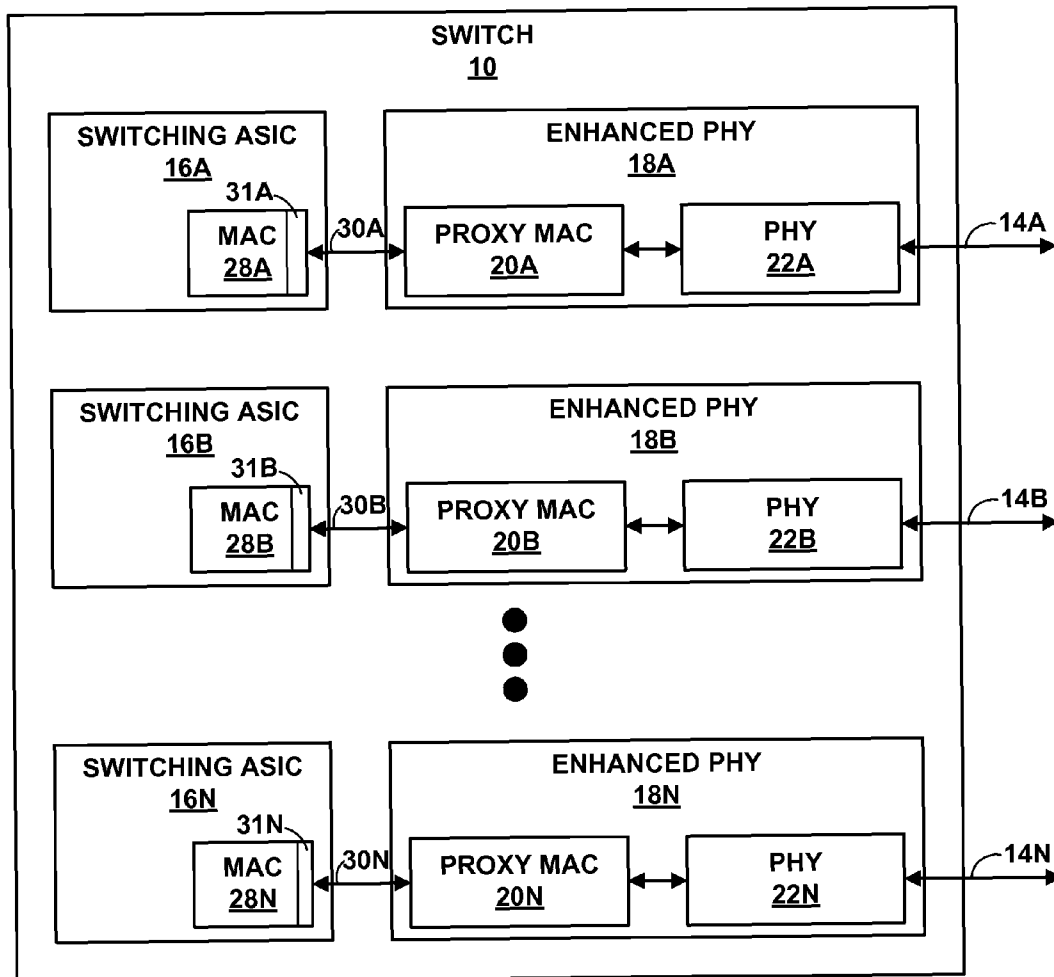 SWITCH
10
SWITCHING ASIC
16A
31A
MAC
28A
30A
ENHANCED PHY
18A
PROXY MAC
20A
PHY
22A
14A
SWITCHING ASIC
16B
31B
MAC
28B
30B
ENHANCED PHY
18B
PROXY MAC
20B
PHY
22B
14B
SWITCHING ASIC
16N
31N
MAC
28N
30N
ENHANCED PHY
18N
PROXY MAC
20N
PHY
22N
14N